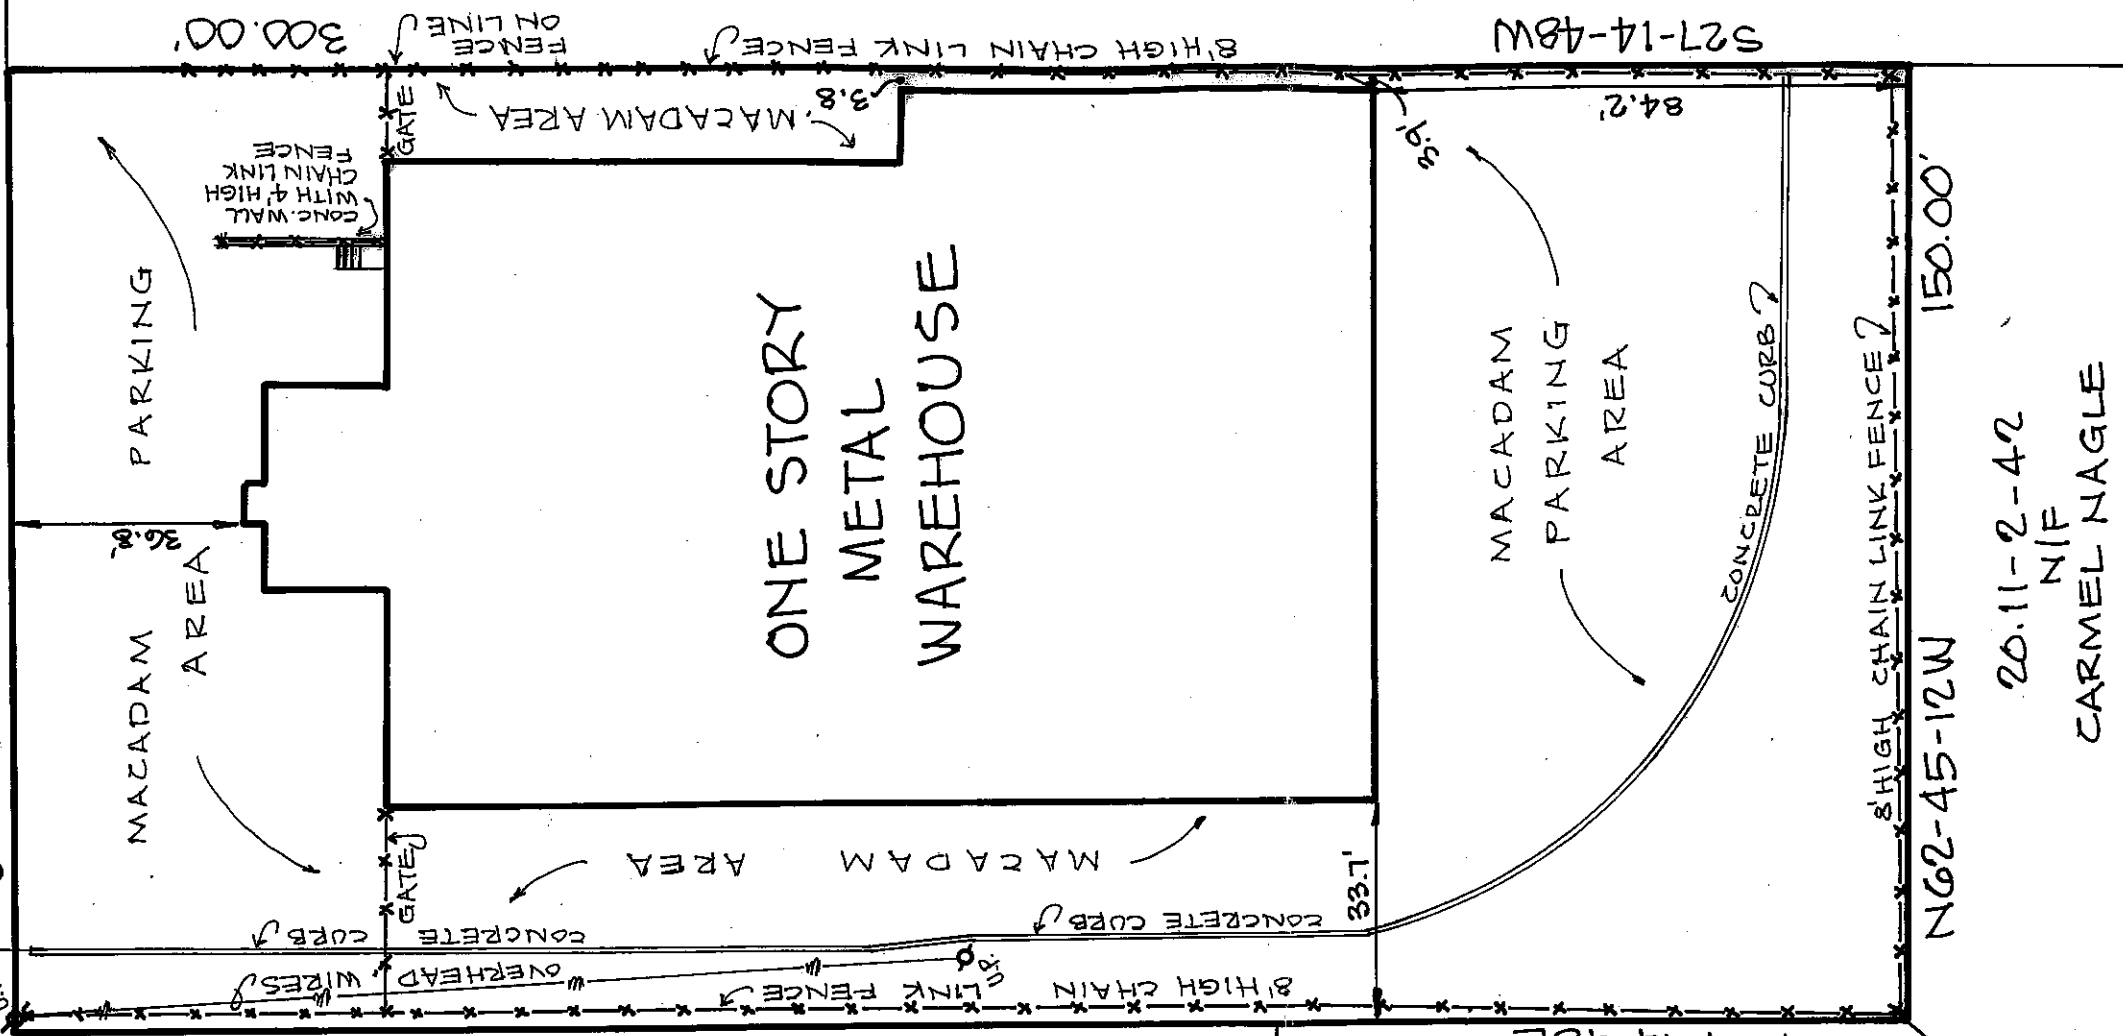 300.00'
FENCE
ON LINE
8' HIGH CHAIN LINK FENCE
S27-14-48W
GATE
MACADAM AREA
3.8'
3.9'
84.2'
CONC. WALL
WITH 4' HIGH
CHAIN LINK
FENCE
PARKING
MACADAM
AREA
36.8'
ONE STORY
METAL
WAREHOUSE
MACADAM
PARKING
AREA
CONCRETE CURB
8' HIGH CHAIN LINK FENCE
150.00'
N62-45-12W
20.11-2-42
N/F
CARMEL NAGLE
GATE
MACADAM AREA
33.7'
CONCRETE CURB
CONCRETE CURB
OVERHEAD WIRES
U.P.
8' HIGH CHAIN LINK FENCE